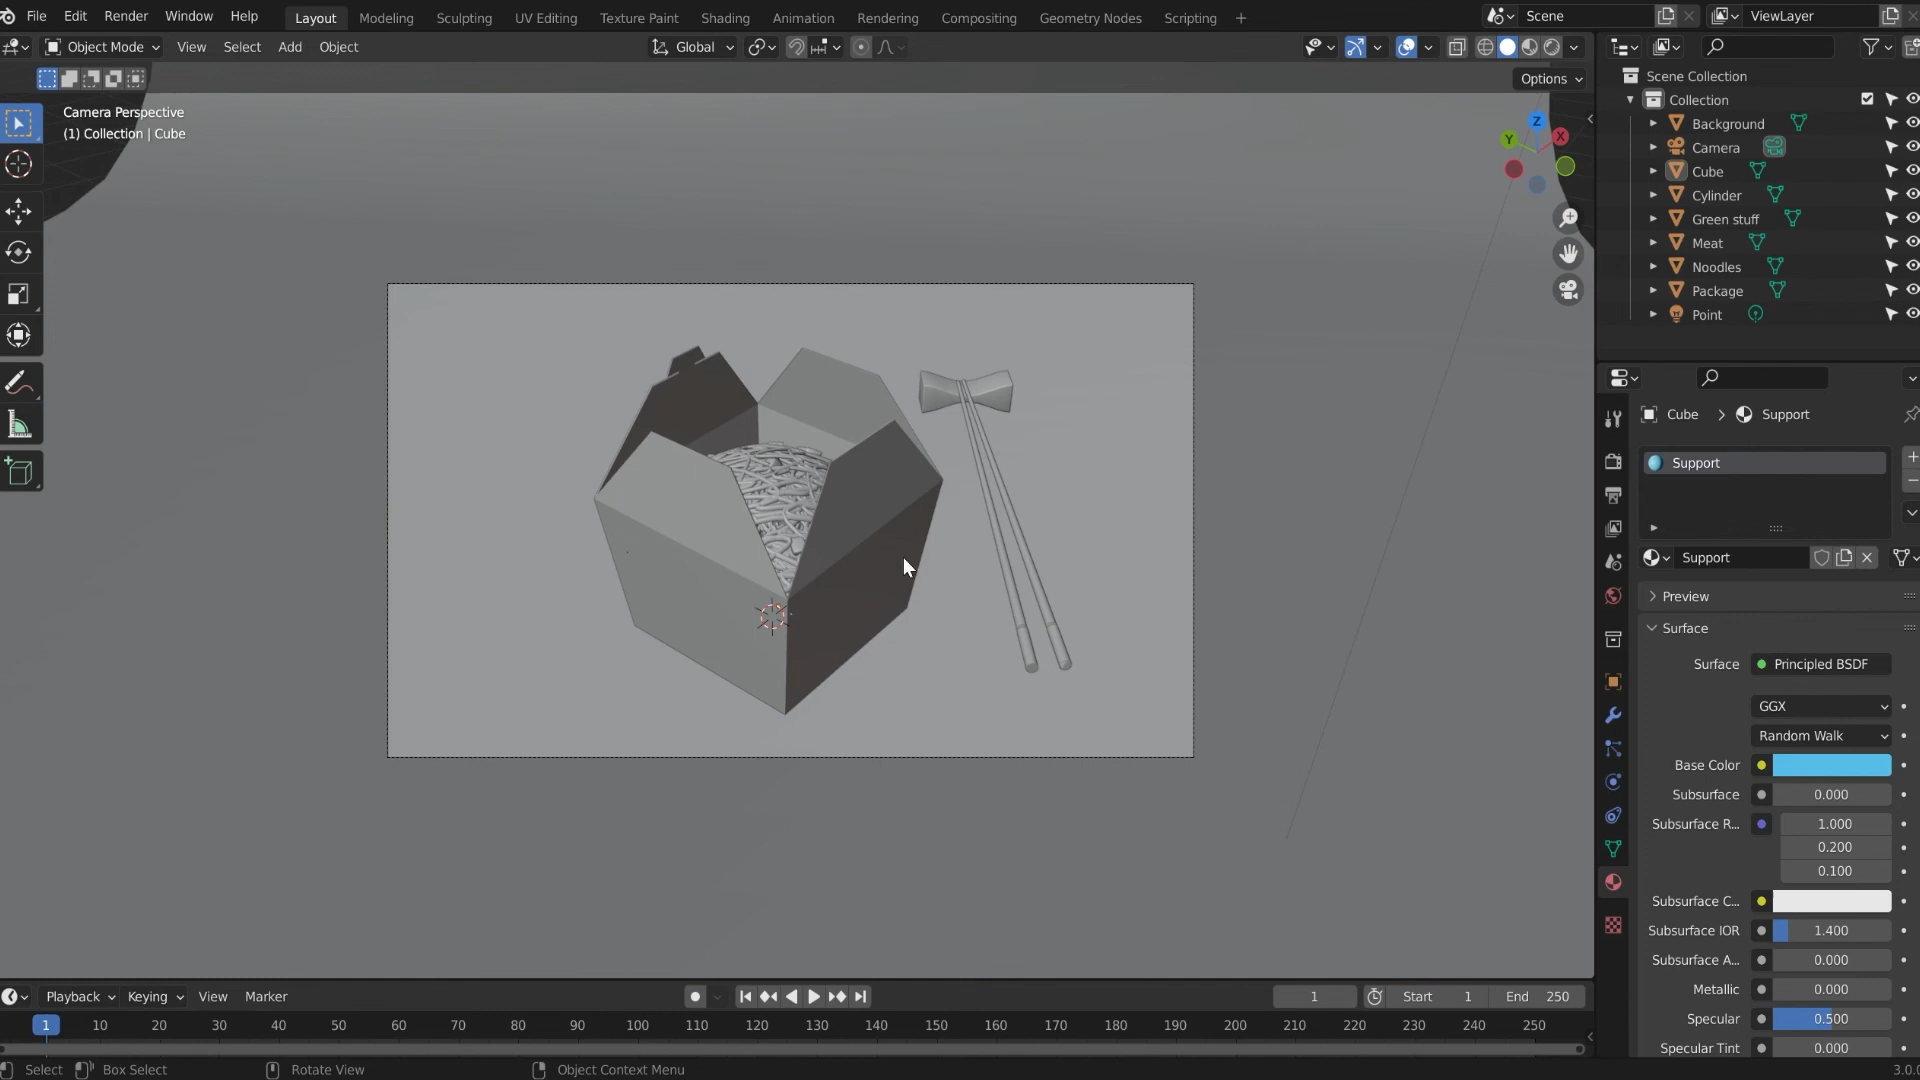 File Edit Render Window Help Layout Modeling Sculpting UV Editing Texture Paint Shading Animation Rendering Compositing Geometry Nodes Scripting + Scene ViewLayer
Object Mode View Select Add Object Global
Options
Camera Perspective
(1) Collection | Cube
Z
Y
X
Scene Collection
Collection
Background
Camera
Cube
Cylinder
Green stuff
Meat
Noodles
Package
Point
Cube > Support
Support
Support
Preview
Surface
Surface Principled BSDF
GGX
Random Walk
Base Color
Subsurface 0.000
Subsurface R... 1.000
0.200
0.100
Subsurface C...
Subsurface IOR 1.400
Subsurface A... 0.000
Metallic 0.000
Specular 0.500
Specular Tint 0.000
Playback Keying View Marker 1 Start 1 End 250
1 10 20 30 40 50 60 70 80 90 100 110 120 130 140 150 160 170 180 190 200 210 220 230 240 250
Select Box Select Rotate View Object Context Menu